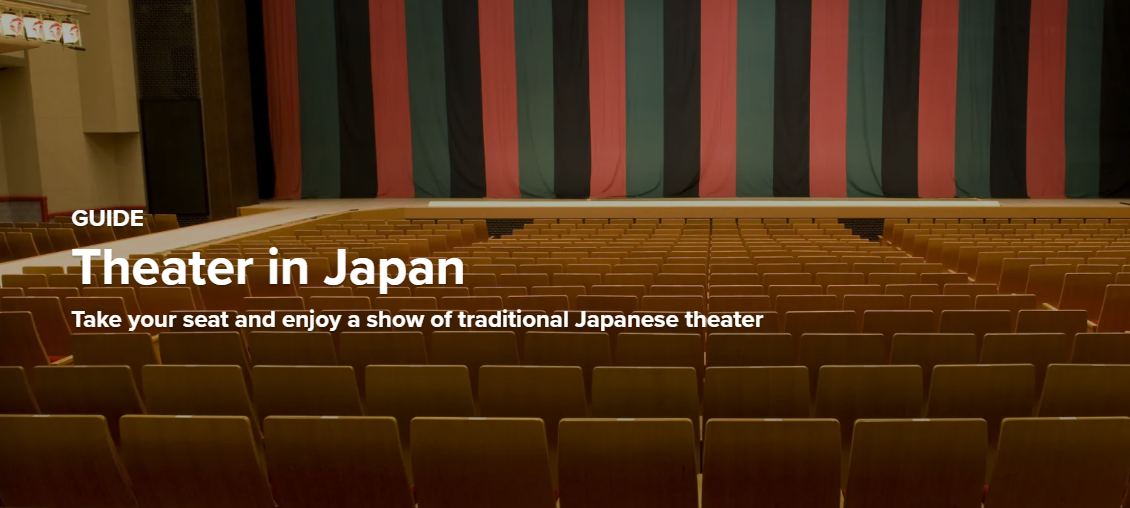 GUIDE
Theater in Japan
Take your seat and enjoy a show of traditional Japanese theater